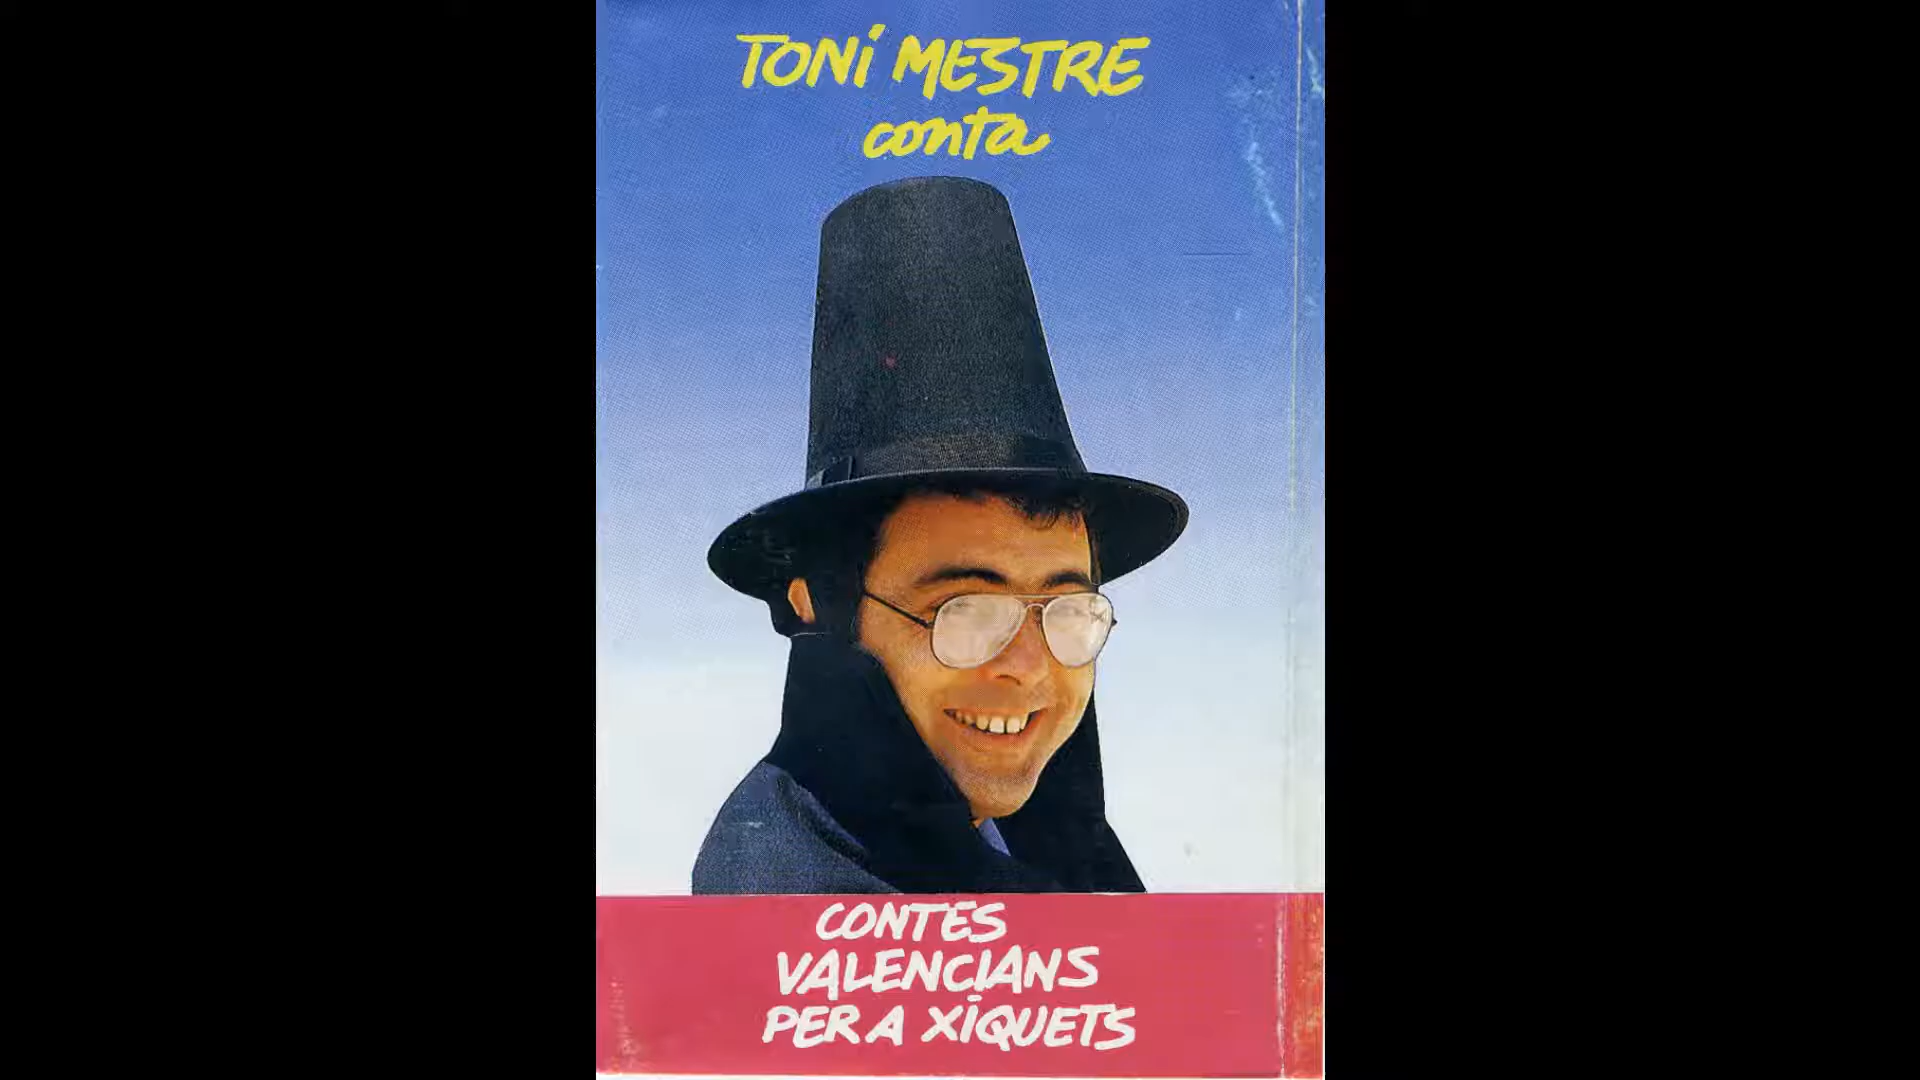 TONI MESTRE
conta
CONTES
VALENCIANS
PER A XIQUETS